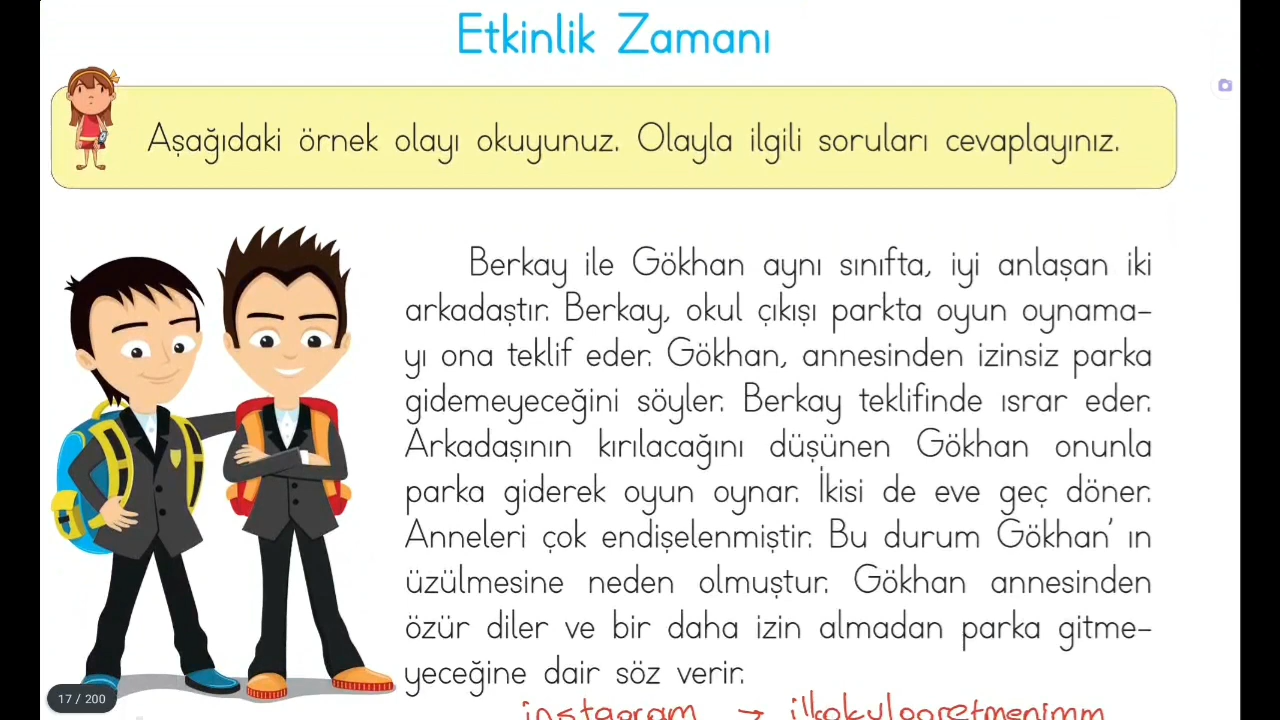 Etkinlik Zamanı
Aşağıdaki örnek olayı okuyunuz. Olayla ilgili soruları cevaplayınız.
Berkay ile Gökhan aynı sınıfta, iyi anlaşan iki
arkadaştır. Berkay, okul çıkışı parkta oyun oynama-
yı ona teklif eder. Gökhan, annesinden izinsiz parka
gidemeyeceğini söyler. Berkay teklifinde ısrar eder.
Arkadaşının kırılacağını düşünen Gökhan onunla
parka giderek oyun oynar. İkisi de eve geç döner.
Anneleri çok endişelenmiştir. Bu durum Gökhan' ın
üzülmesine neden olmuştur. Gökhan annesinden
özür diler ve bir daha izin almadan parka gitme-
yeceğine dair söz verir.
17 / 200
instagram → ilkokulogretmenimm